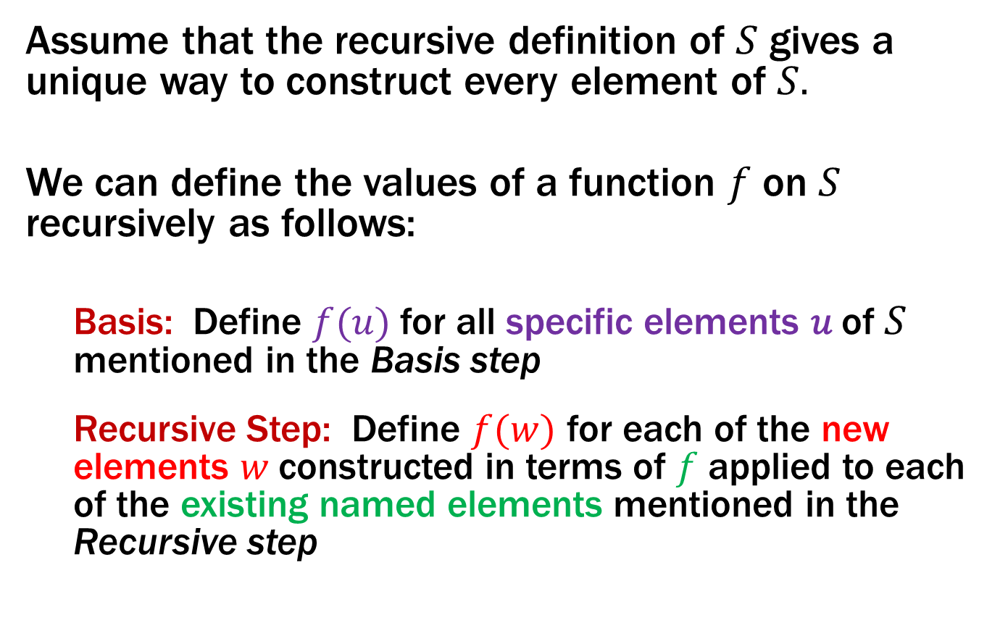 Assume that the recursive definition of 𝑆 gives a
unique way to construct every element of 𝑆.
We can define the values of a function 𝑓 on 𝑆
recursively as follows:
Basis: Define 𝑓(𝑢) for all specific elements 𝑢 of 𝑆
mentioned in the Basis step
Recursive Step: Define 𝑓(𝑤) for each of the new
elements 𝑤 constructed in terms of 𝑓 applied to each
of the existing named elements mentioned in the
Recursive step